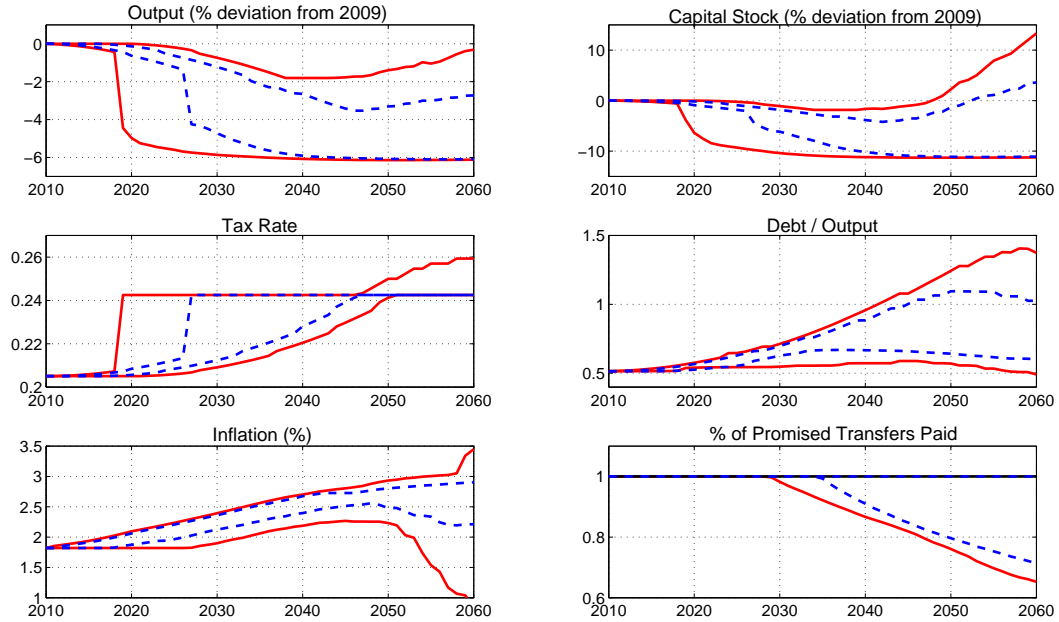 Output (% deviation from 2009)
0
−2
−4
−6
2010 2020 2030 2040 2050 2060
Capital Stock (% deviation from 2009)
10
0
−10
2010 2020 2030 2040 2050 2060
Tax Rate
0.26
0.24
0.22
0.2
2010 2020 2030 2040 2050 2060
Debt / Output
1.5
1
0.5
2010 2020 2030 2040 2050 2060
Inflation (%)
3.5
3
2.5
2
1.5
1
2010 2020 2030 2040 2050 2060
% of Promised Transfers Paid
1
0.8
0.6
2010 2020 2030 2040 2050 2060